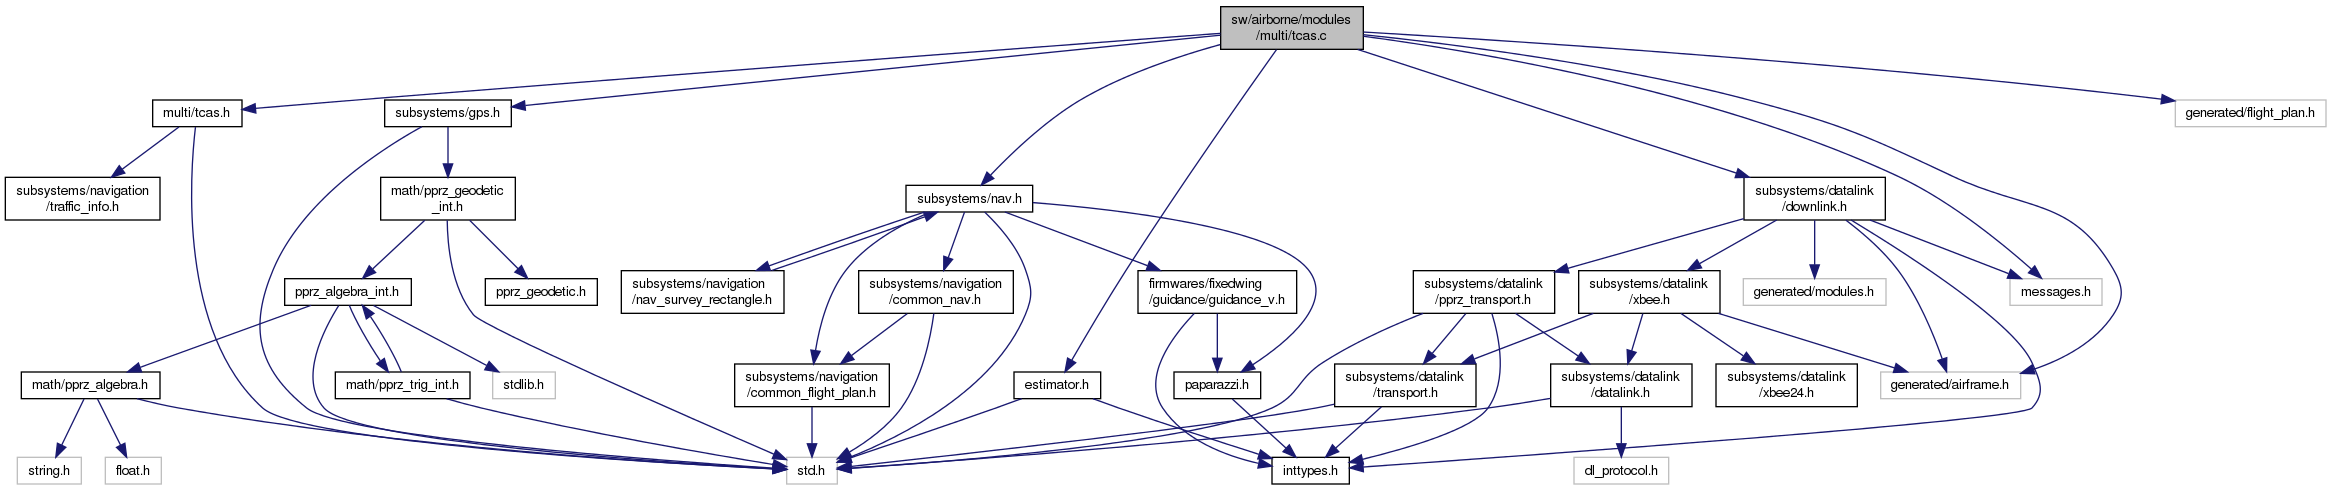 sw/airborne/modules
/multi/tcas.c
multi/tcas.h
subsystems/gps.h
generated/flight_plan.h
subsystems/navigation
/traffic_info.h
math/pprz_geodetic
_int.h
subsystems/nav.h
subsystems/datalink
/downlink.h
pprz_algebra_int.h
pprz_geodetic.h
subsystems/navigation
/nav_survey_rectangle.h
subsystems/navigation
/common_nav.h
firmwares/fixedwing
/guidance/guidance_v.h
subsystems/datalink
/pprz_transport.h
subsystems/datalink
/xbee.h
generated/modules.h
messages.h
math/pprz_algebra.h
math/pprz_trig_int.h
stdlib.h
subsystems/navigation
/common_flight_plan.h
estimator.h
paparazzi.h
subsystems/datalink
/transport.h
subsystems/datalink
/datalink.h
subsystems/datalink
/xbee24.h
generated/airframe.h
string.h
float.h
std.h
inttypes.h
dl_protocol.h